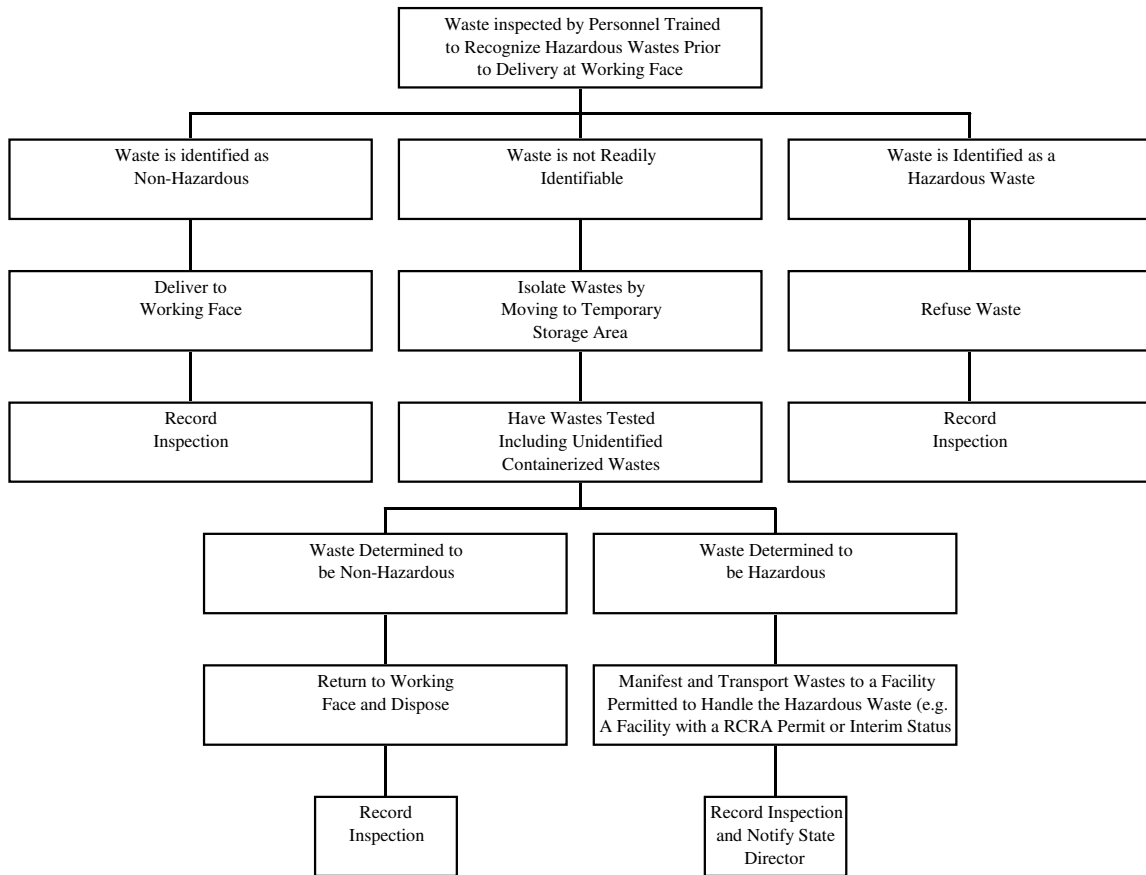 Waste inspected by Personnel Trained
to Recognize Hazardous Wastes Prior
to Delivery at Working Face
Waste is identified as
Non-Hazardous
Waste is not Readily
Identifiable
Waste is Identified as a
Hazardous Waste
Deliver to
Working Face
Isolate Wastes by
Moving to Temporary
Storage Area
Refuse Waste
Record
Inspection
Have Wastes Tested
Including Unidentified
Containerized Wastes
Record
Inspection
Waste Determined to
be Non-Hazardous
Waste Determined to
be Hazardous
Return to Working
Face and Dispose
Manifest and Transport Wastes to a Facility
Permitted to Handle the Hazardous Waste (e.g.
A Facility with a RCRA Permit or Interim Status
Record
Inspection
Record Inspection
and Notify State
Director